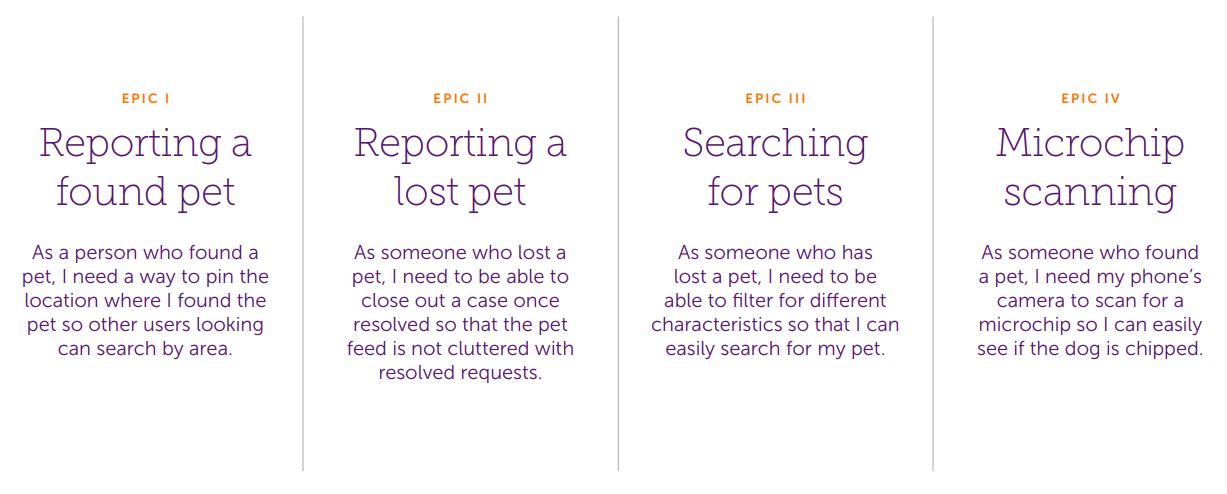 EPIC I
Reporting a
found pet
As a person who found a
pet, I need a way to pin the
location where I found the
pet so other users looking
can search by area.
EPIC II
Reporting a
lost pet
As someone who lost a
pet, I need to be able to
close out a case once
resolved so that the pet
feed is not cluttered with
resolved requests.
EPIC III
Searching
for pets
As someone who has
lost a pet, I need to be
able to filter for different
characteristics so that I can
easily search for my pet.
EPIC IV
Microchip
scanning
As someone who found
a pet, I need my phone’s
camera to scan for a
microchip so I can easily
see if the dog is chipped.